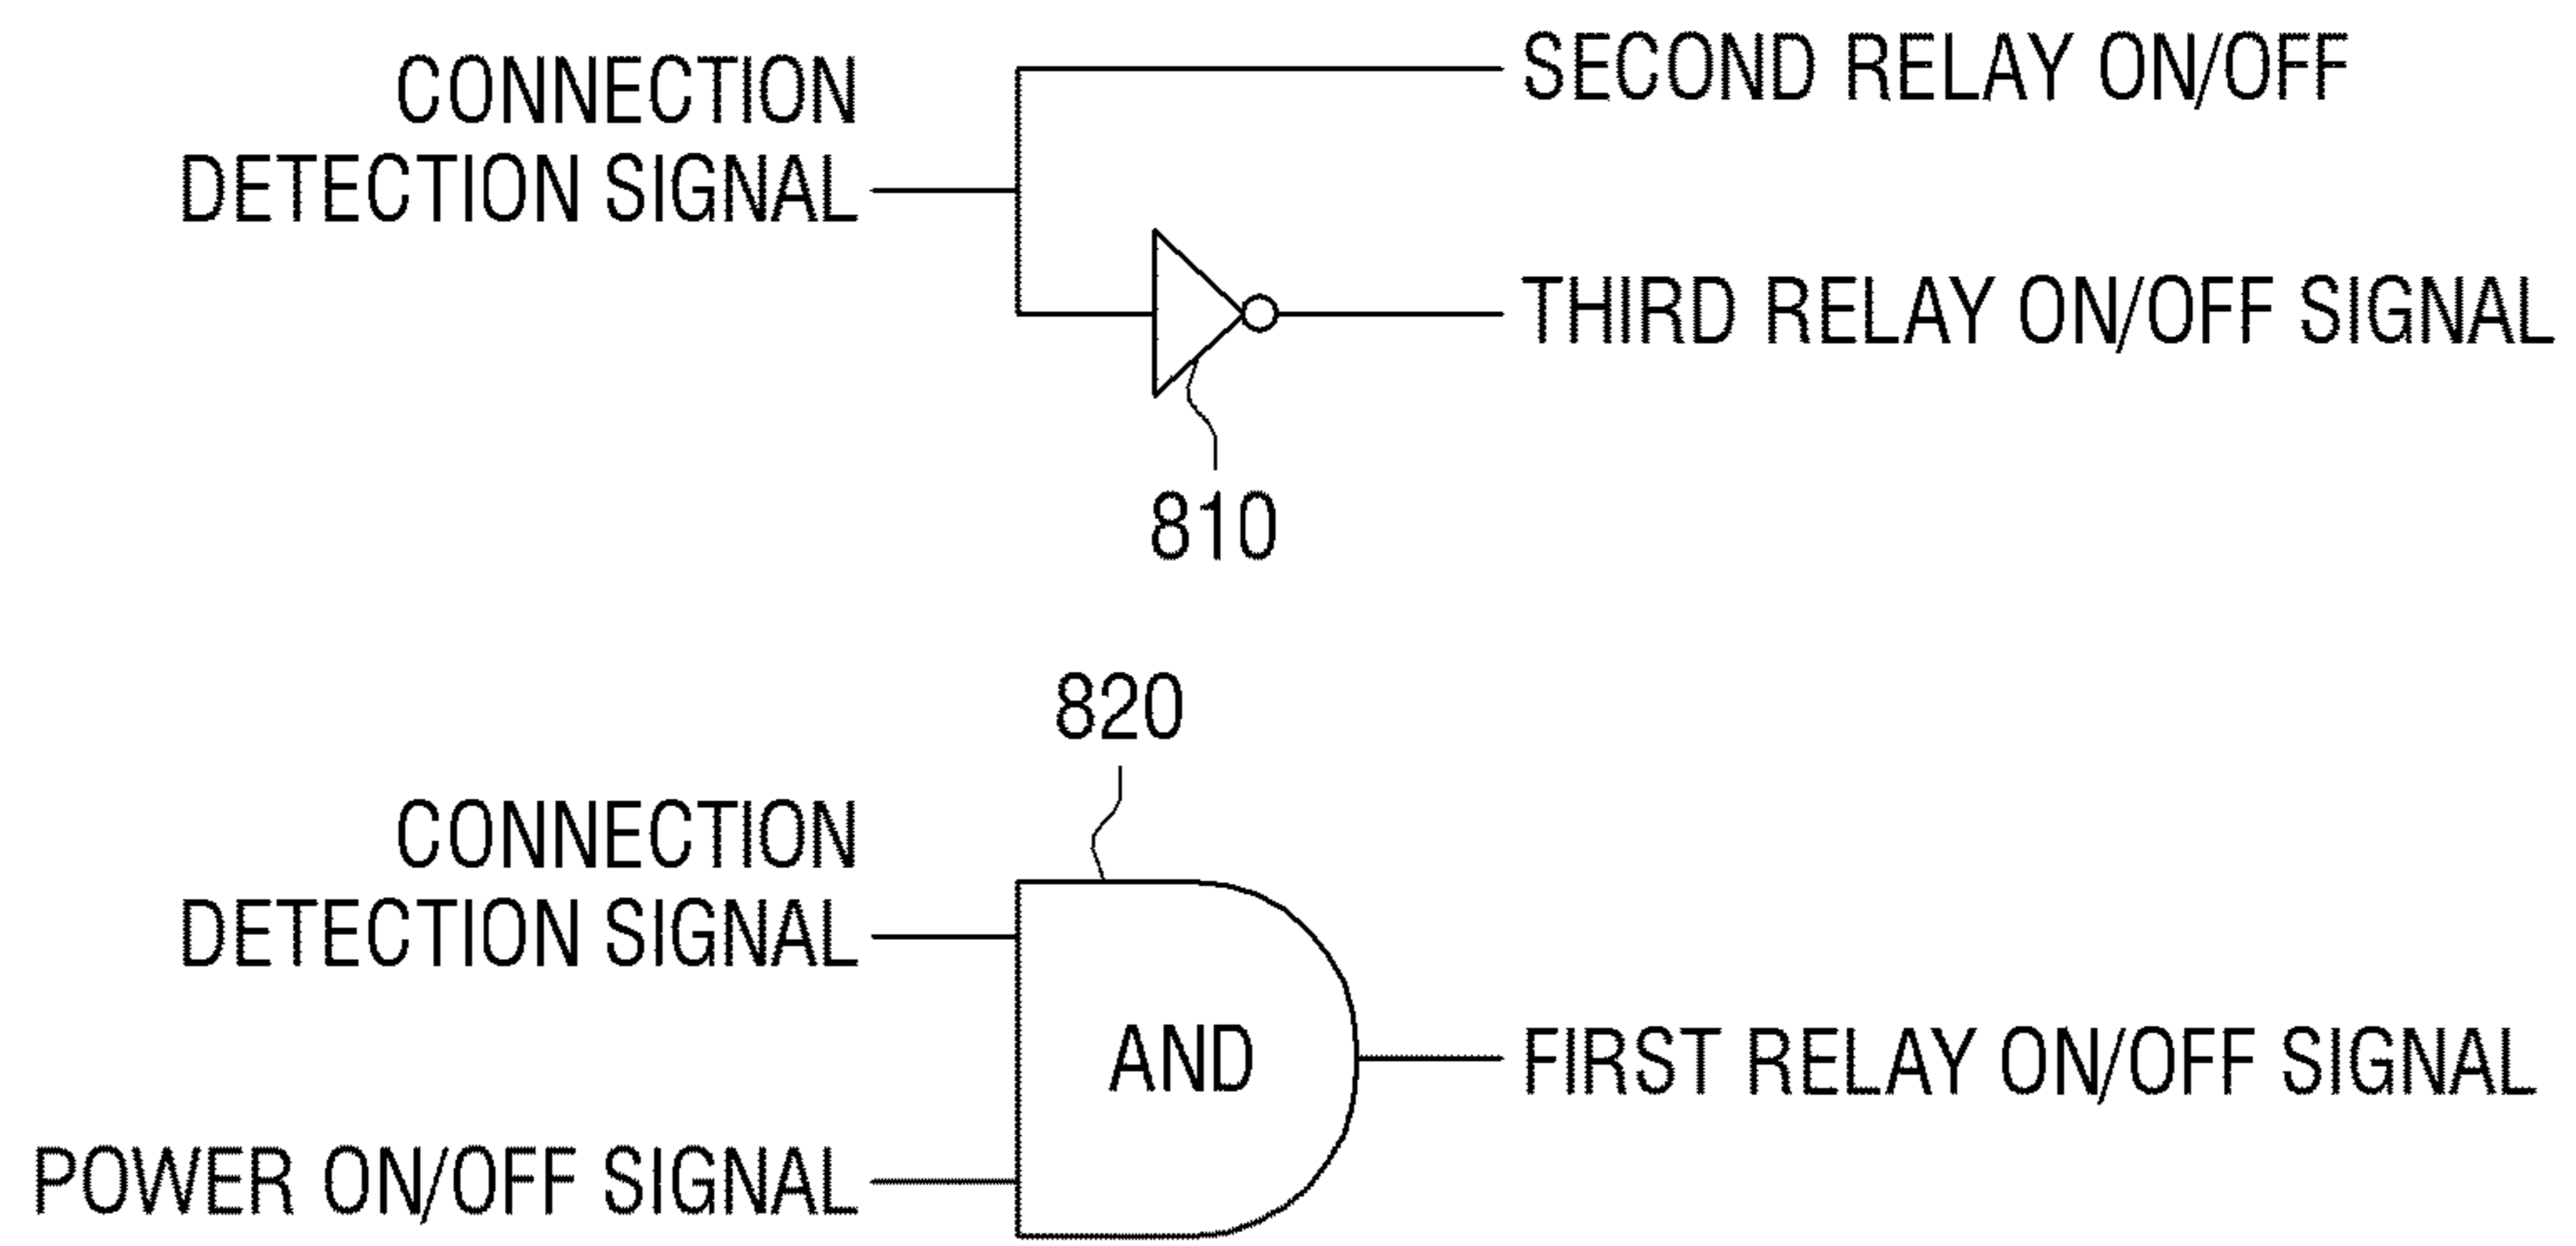 CONNECTION
DETECTION SIGNAL
SECOND RELAY ON/OFF
THIRD RELAY ON/OFF SIGNAL
810
820
CONNECTION
DETECTION SIGNAL
AND
FIRST RELAY ON/OFF SIGNAL
POWER ON/OFF SIGNAL